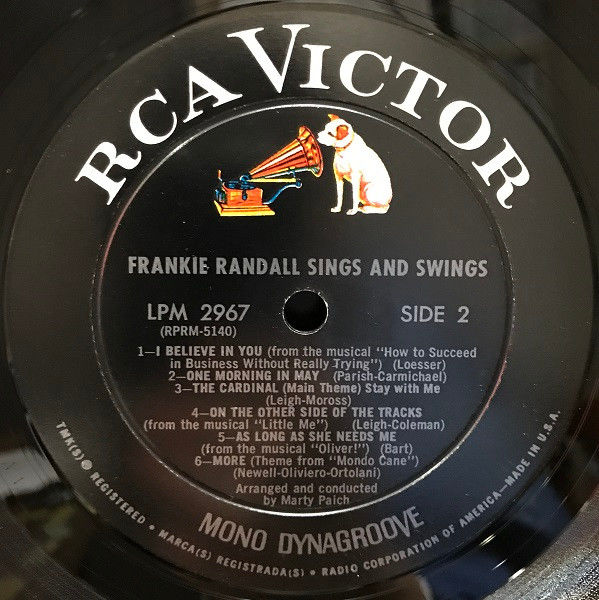 RCA VICTOR
FRANKIE RANDALL SINGS AND SWINGS
LPM 2967
(RPRM-5140)
SIDE 2
1—I BELIEVE IN YOU (from the musical "How to Succeed
in Business Without Really Trying") (Loesser)
2—ONE MORNING IN MAY (Parish-Carmichael)
3—THE CARDINAL (Main Theme) Stay with Me
(Leigh-Moross)
4—ON THE OTHER SIDE OF THE TRACKS
(from the musical "Little Me") (Leigh-Coleman)
5—AS LONG AS SHE NEEDS ME
(from the musical "Oliver!") (Bart)
6—MORE (Theme from "Mondo Cane")
(Newell-Oliviero-Ortolani)
Arranged and conducted
by Marty Paich
MONO DYNAGROOVE
TMK(S) ® REGISTERED • MARCA(S) REGISTRADA(S) • RADIO CORPORATION OF AMERICA—MADE IN U.S.A.